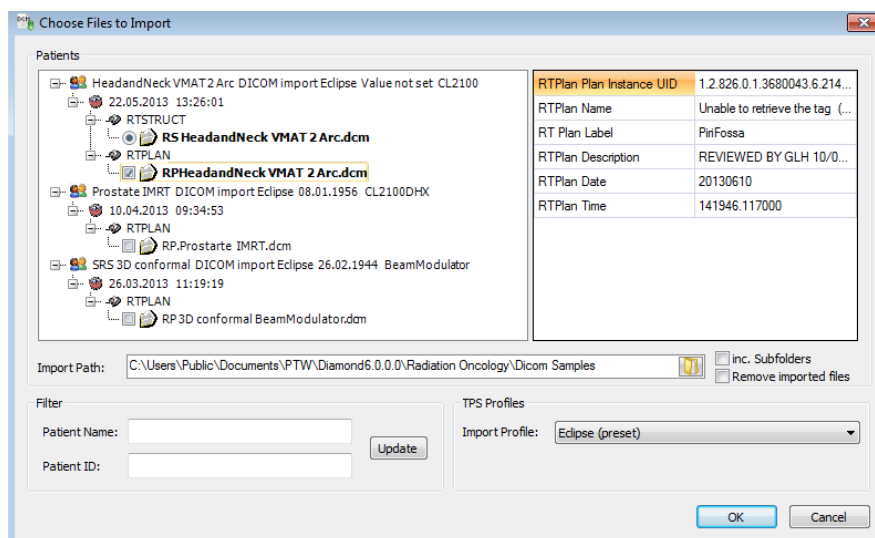 Choose Files to Import
Patients
HeadandNeck VMAT2 Arc DICOM import Eclipse Value not set CL2100
22.05.2013 13:26:01
RTSTRUCT
RS HeadandNeck VMAT 2 Arc.dcm
RTPLAN
RPHeadandNeck VMAT 2 Arc.dcm
Prostate IMRT DICOM import Eclipse 08.01.1956 CL2100DHX
10.04.2013 09:34:53
RTPLAN
RP.Prostarte IMRT.dcm
SRS 3D conformal DICOM import Eclipse 26.02.1944 BeamModulator
26.03.2013 11:19:19
RTPLAN
RP 3D conformal BeamModulator.dcm
RTPlan Plan Instance UID 1.2.826.0.1.3680043.6.214...
RTPlan Name Unable to retrieve the tag (...
RT Plan Label PiriFossa
RTPlan Description REVIEWED BY GLH 10/0...
RTPlan Date 20130610
RTPlan Time 141946.117000
Import Path: C:\Users\Public\Documents\PTW\Diamond6.0.0.0\Radiation Oncology\Dicom Samples
inc. Subfolders
Remove imported files
Filter
Patient Name:
Update
Patient ID:
TPS Profiles
Import Profile: Eclipse (preset)
OK Cancel